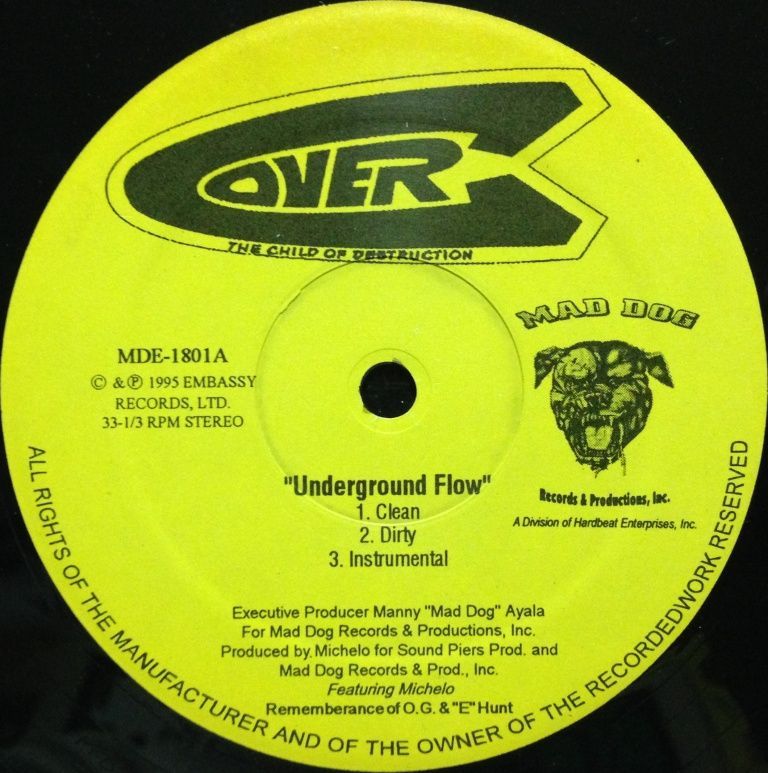 OVER
THE CHILD OF DESTRUCTION
MAD DOG
Records & Productions, Inc.
A Division of Hardbeat Enterprises, Inc.
MDE-1801A
© & ℗ 1995 EMBASSY
RECORDS, LTD.
33-1/3 RPM STEREO
"Underground Flow"
1. Clean
2. Dirty
3. Instrumental
Executive Producer Manny "Mad Dog" Ayala
For Mad Dog Records & Productions, Inc.
Produced by Michelo for Sound Piers Prod. and
Mad Dog Records & Prod., Inc.
Featuring Michelo
Rememberance of O.G. & "E" Hunt
ALL RIGHTS OF THE MANUFACTURER AND OF THE OWNER OF THE RECORDEDWORK RESERVED